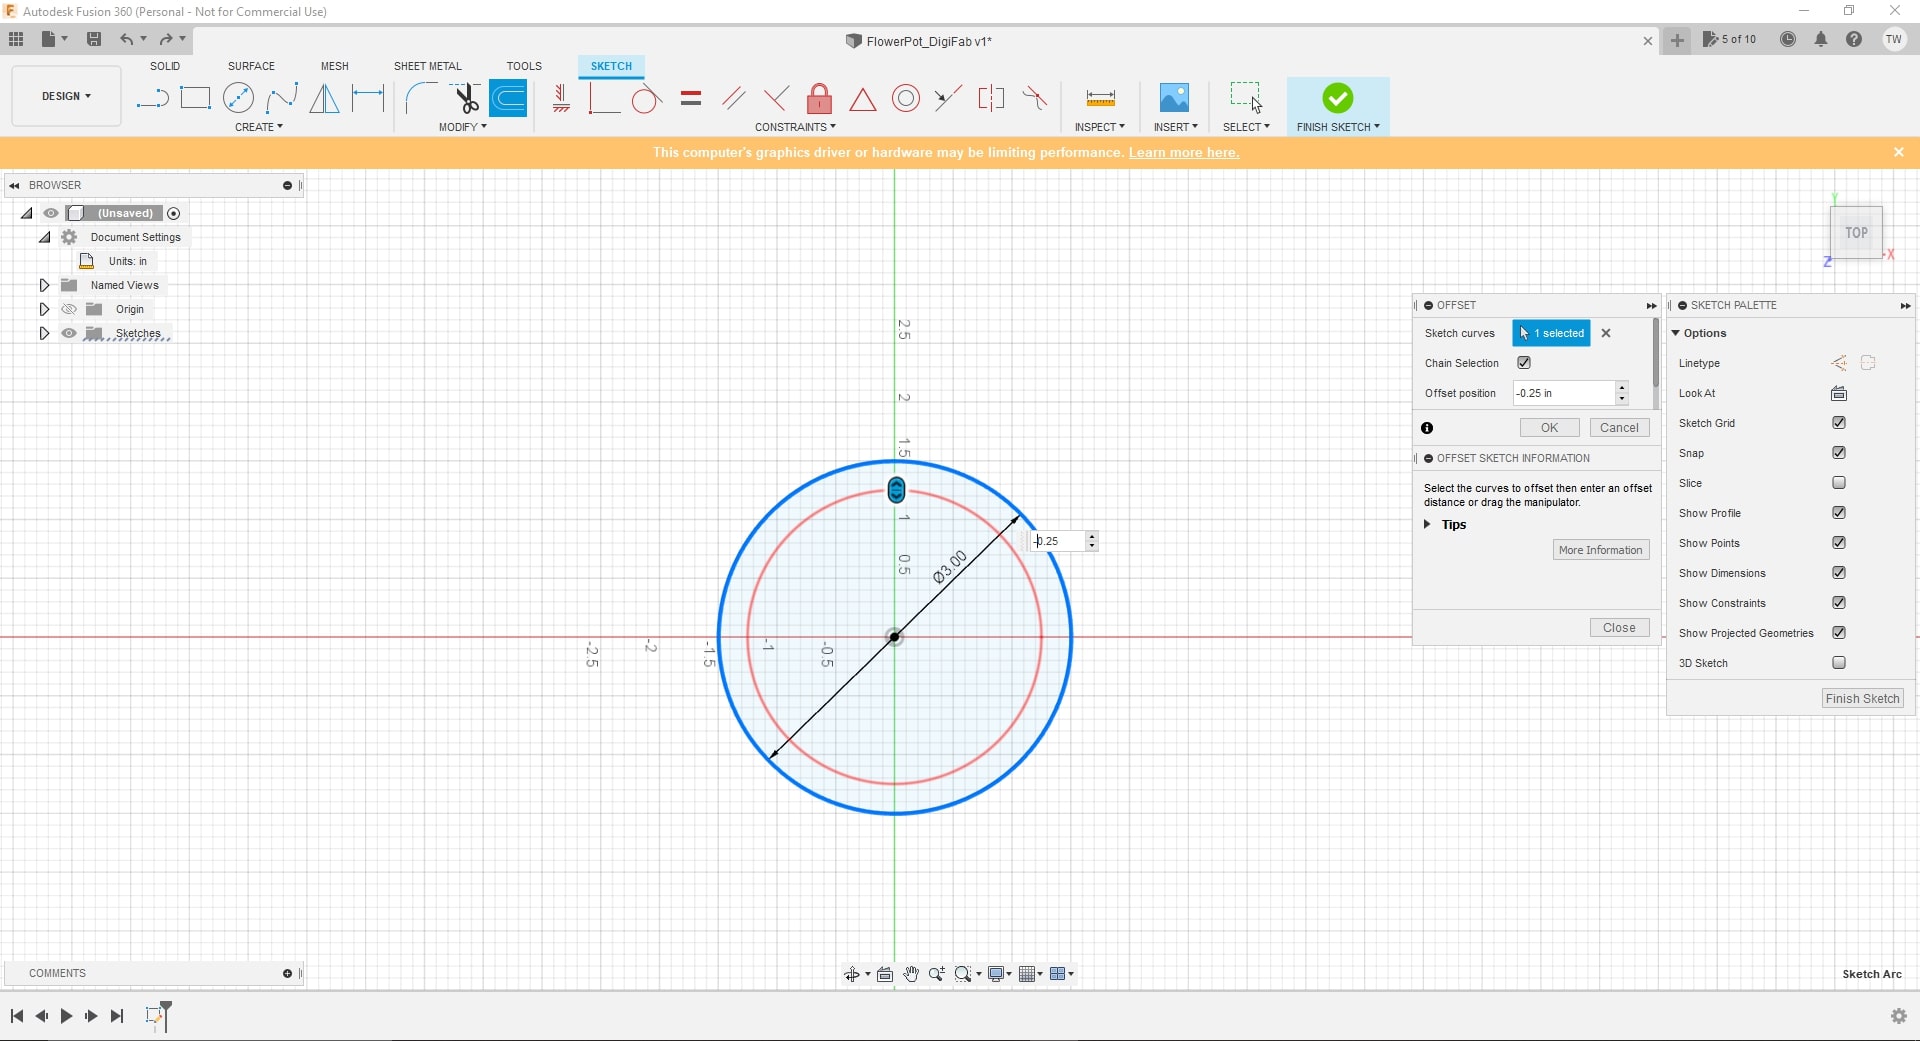 Autodesk Fusion 360 (Personal - Not for Commercial Use)
FlowerPot_DigiFab v1*
5 of 10
TW
SOLID SURFACE MESH SHEET METAL TOOLS SKETCH
DESIGN
CREATE MODIFY CONSTRAINTS INSPECT INSERT SELECT FINISH SKETCH
This computer's graphics driver or hardware may be limiting performance. Learn more here.
BROWSER
(Unsaved)
Document Settings
Units: in
Named Views
Origin
Sketches
TOP
Y
X
Z
2.5
2
1.5
1
0.5
-2.5
-2
-1.5
-1
-0.5
Ø3.00
-0.25
OFFSET
Sketch curves 1 selected
Chain Selection
Offset position -0.25 in
OK Cancel
OFFSET SKETCH INFORMATION
Select the curves to offset then enter an offset
distance or drag the manipulator.
Tips
More Information
Close
SKETCH PALETTE
Options
Linetype
Look At
Sketch Grid
Snap
Slice
Show Profile
Show Points
Show Dimensions
Show Constraints
Show Projected Geometries
3D Sketch
Finish Sketch
COMMENTS
Sketch Arc